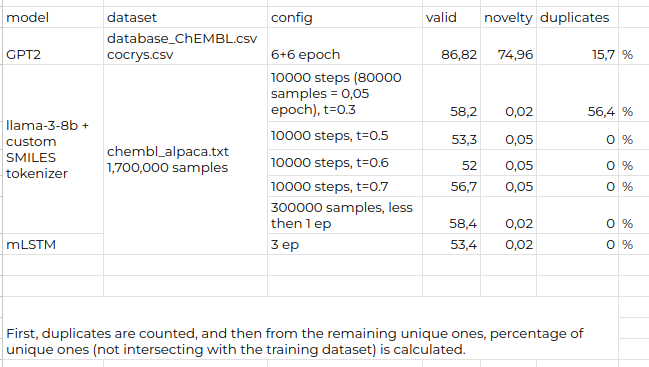 model dataset config valid novelty duplicates
database_ChEMBL.csv
GPT2 cocrys.csv 6+6 epoch 86,82 74,96 15,7 %
10000 steps (80000
samples = 0,05
epoch), t=0.3 58,2 0,02 56,4 %
llama-3-8b +
custom
SMILES
tokenizer
chembl_alpaca.txt
1,700,000 samples
10000 steps, t=0.5 53,3 0,05 0 %
10000 steps, t=0.6 52 0,05 0 %
10000 steps, t=0.7 56,7 0,05 0 %
300000 samples, less
then 1 ep 58,4 0,02 0 %
mLSTM 3 ep 53,4 0,02 0 %
First, duplicates are counted, and then from the remaining unique ones, percentage of
unique ones (not intersecting with the training dataset) is calculated.